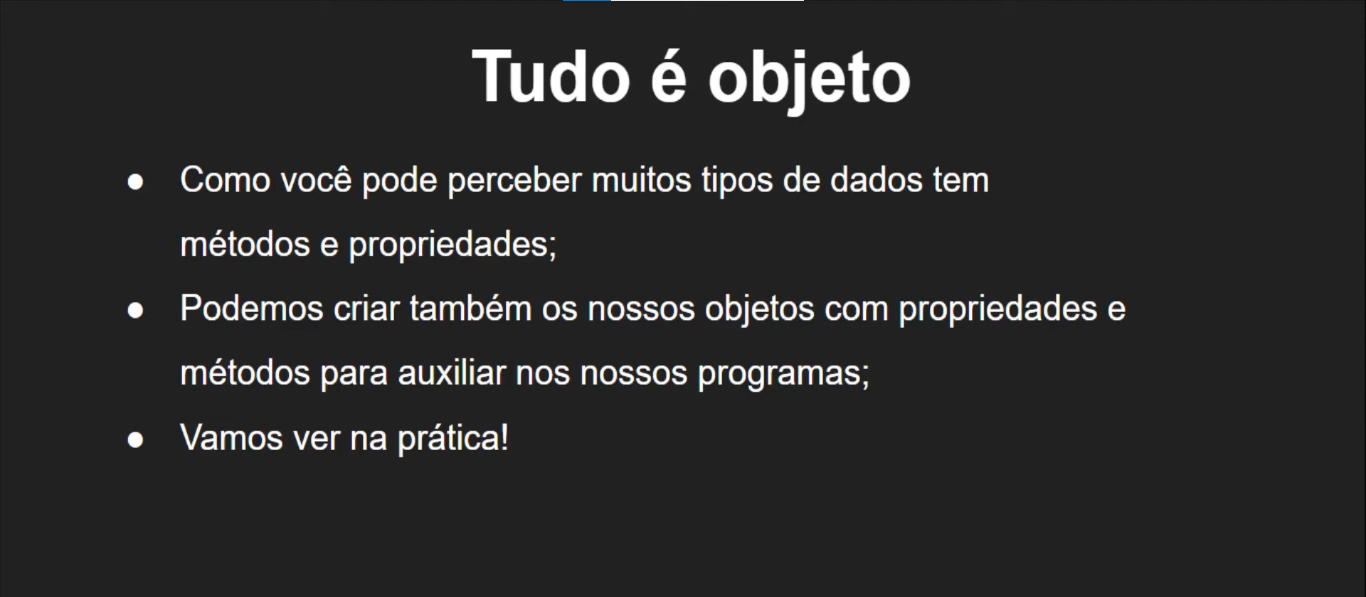 Tudo é objeto
● Como você pode perceber muitos tipos de dados tem
métodos e propriedades;
● Podemos criar também os nossos objetos com propriedades e
métodos para auxiliar nos nossos programas;
● Vamos ver na prática!